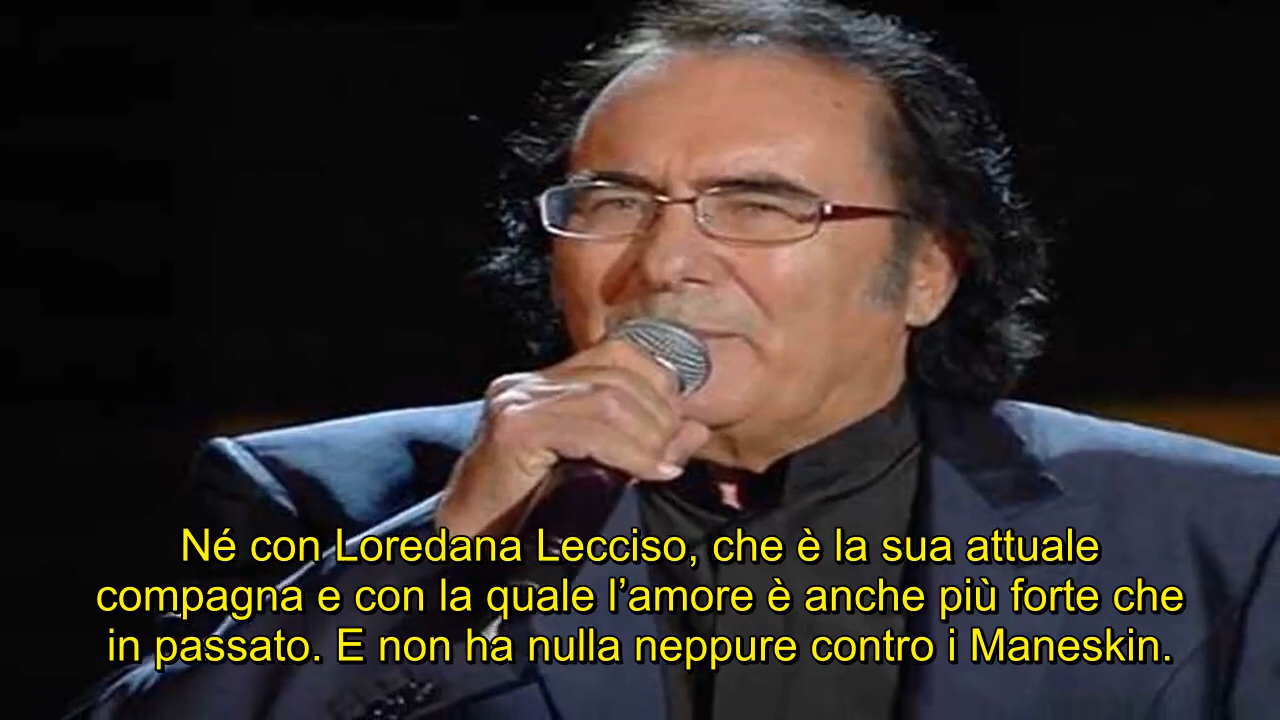 Né con Loredana Lecciso, che è la sua attuale
compagna e con la quale l’amore è anche più forte che
in passato. E non ha nulla neppure contro i Maneskin.